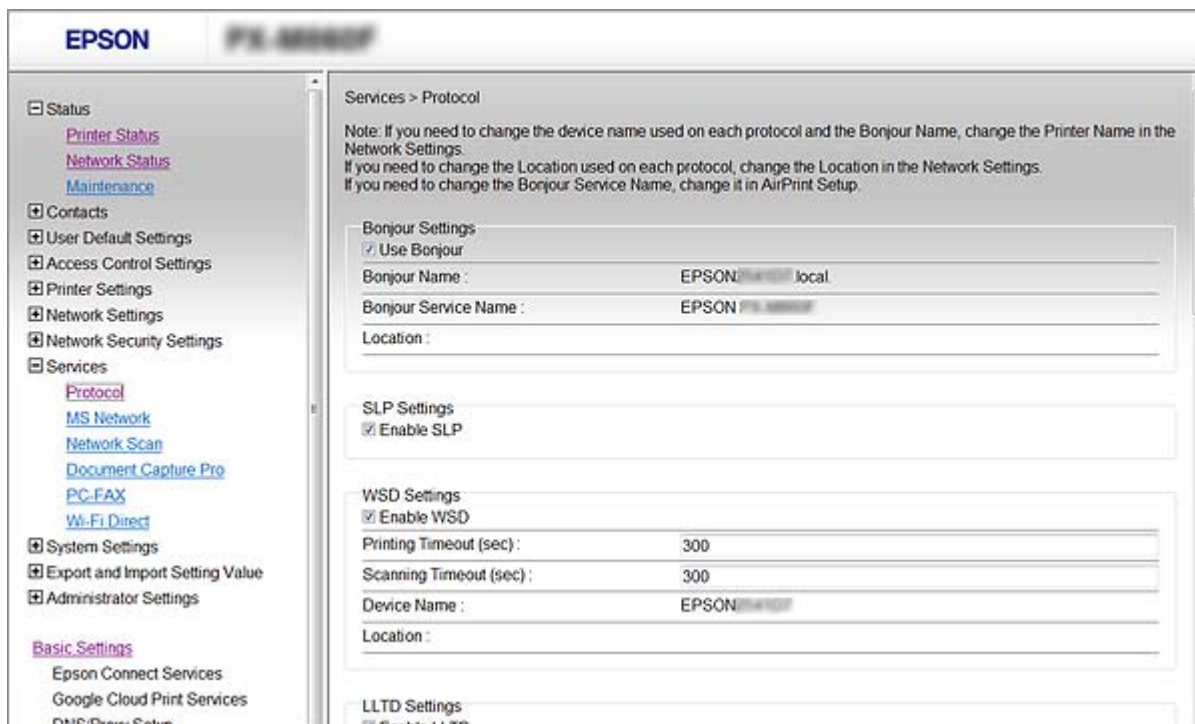 EPSON
Status
Printer Status
Network Status
Maintenance
Contacts
User Default Settings
Access Control Settings
Printer Settings
Network Settings
Network Security Settings
Services
Protocol
MS Network
Network Scan
Document Capture Pro
PC-FAX
Wi-Fi Direct
System Settings
Export and Import Setting Value
Administrator Settings
Basic Settings
Epson Connect Services
Google Cloud Print Services
DNS/Proxy Setup
Services > Protocol
Note: If you need to change the device name used on each protocol and the Bonjour Name, change the Printer Name in the
Network Settings.
If you need to change the Location used on each protocol, change the Location in the Network Settings.
If you need to change the Bonjour Service Name, change it in AirPrint Setup.
Bonjour Settings
Use Bonjour
Bonjour Name : EPSON .local.
Bonjour Service Name : EPSON
Location :
SLP Settings
Enable SLP
WSD Settings
Enable WSD
Printing Timeout (sec) : 300
Scanning Timeout (sec) : 300
Device Name : EPSON
Location :
LLTD Settings
Enable LLTD